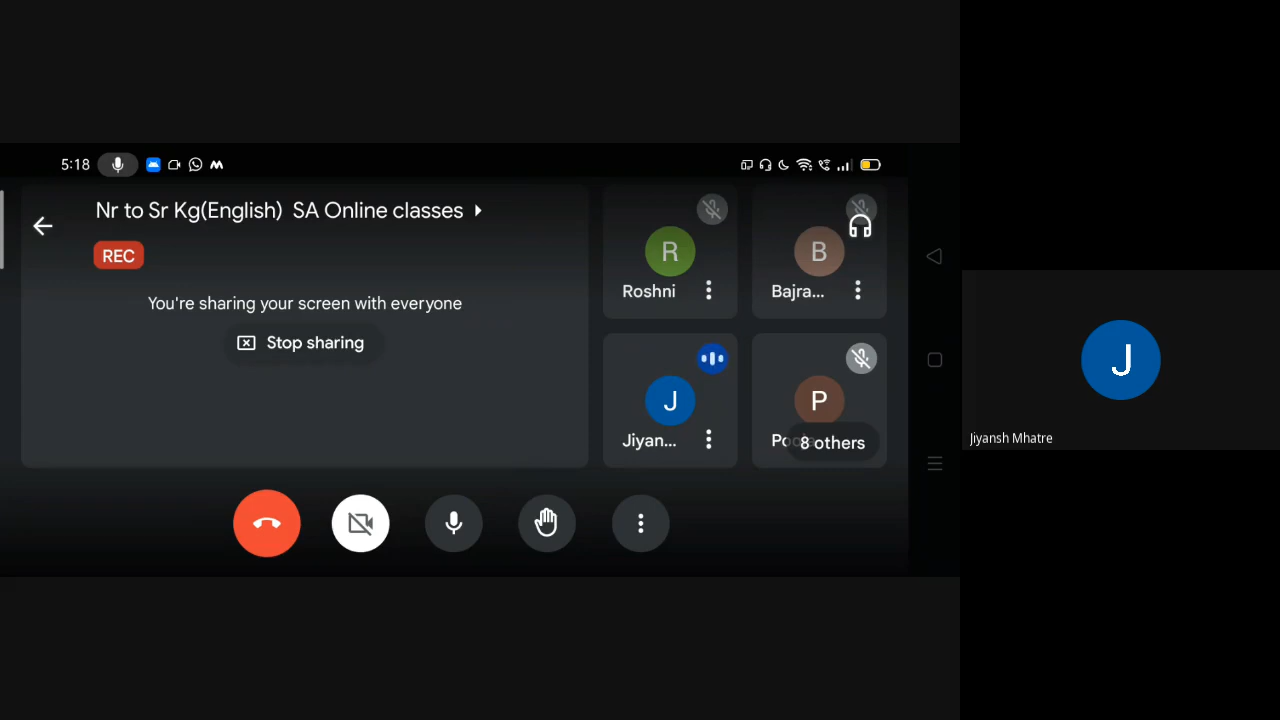 5:18
Nr to Sr Kg(English) SA Online classes
REC
You're sharing your screen with everyone
Stop sharing
R
Roshni
B
Bajra...
J
Jiyan...
P
8 others
J
Jiyansh Mhatre